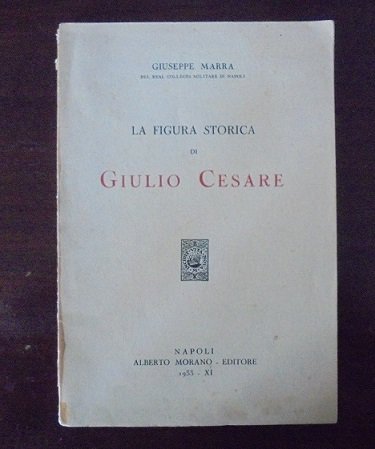 GIUSEPPE MARRA
DEL REAL COLLEGIO MILITARE DI NAPOLI
LA FIGURA STORICA
DI
GIULIO CESARE
NAPOLI
ALBERTO MORANO - EDITORE
1933 - XI